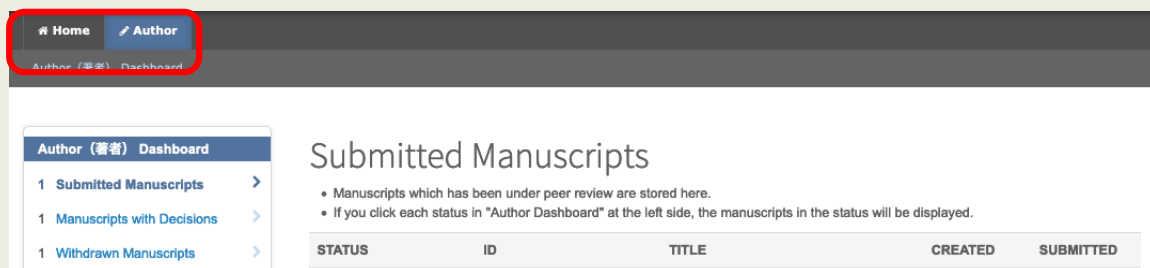 Home Author
Author（著者） Dashboard
Author（著者） Dashboard
1 Submitted Manuscripts
1 Manuscripts with Decisions
1 Withdrawn Manuscripts
Submitted Manuscripts
• Manuscripts which has been under peer review are stored here.
• If you click each status in "Author Dashboard" at the left side, the manuscripts in the status will be displayed.
STATUS ID TITLE CREATED SUBMITTED